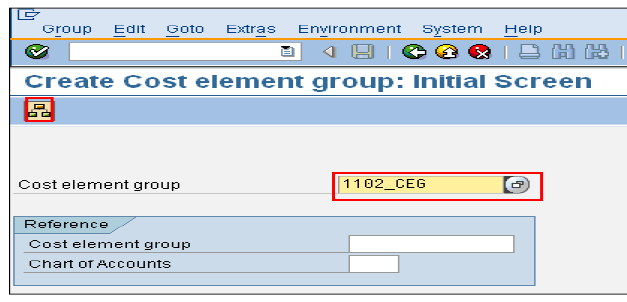 Group Edit Goto Extras Environment System Help
Create Cost element group: Initial Screen
Cost element group 1102_CEG
Reference
Cost element group
Chart of Accounts